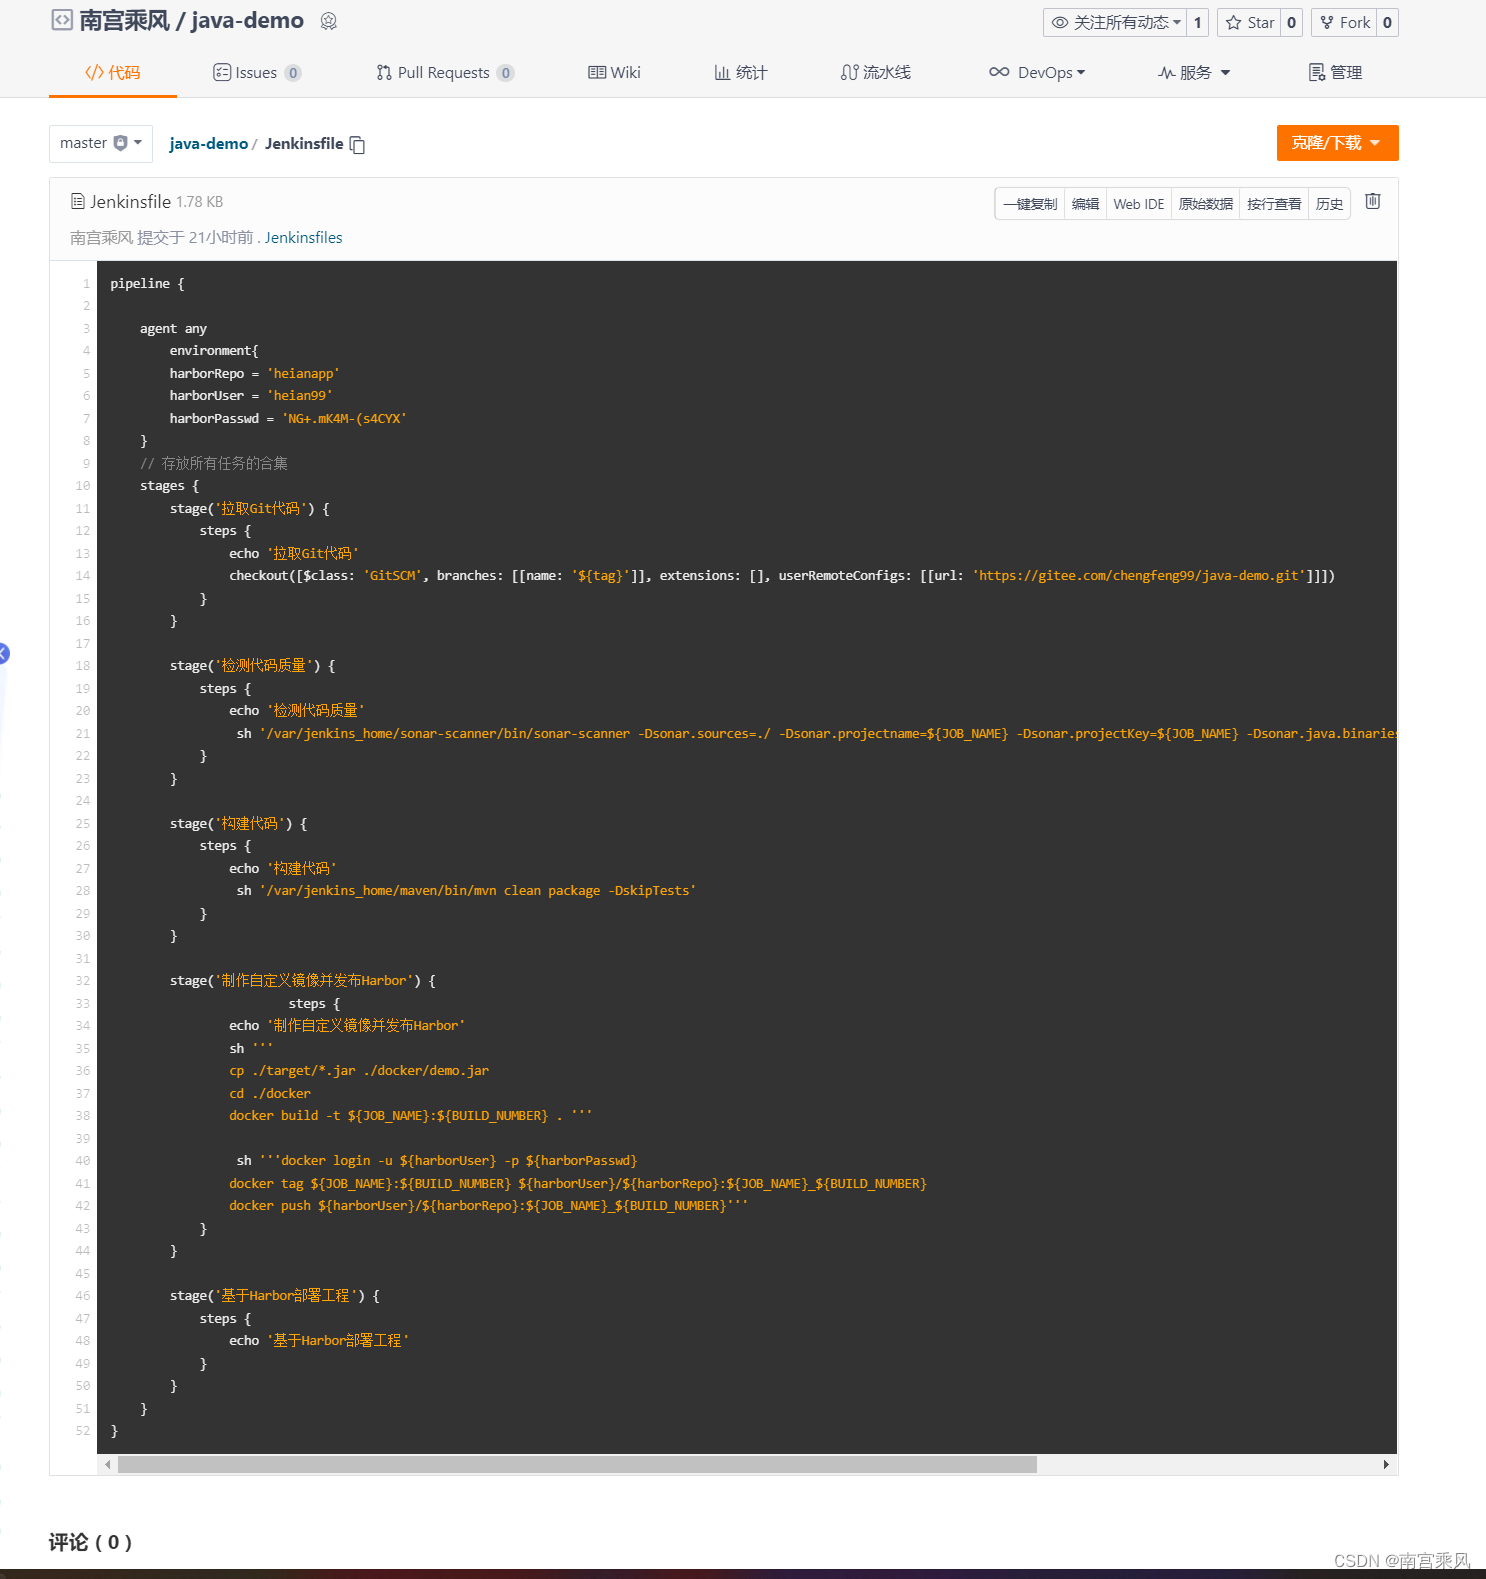 南宫乘风 / java-demo
关注所有动态 1 Star 0 Fork 0
代码 Issues 0 Pull Requests 0 Wiki 统计 流水线 DevOps 服务 管理
master java-demo / Jenkinsfile 克隆/下载
Jenkinsfile 1.78 KB 一键复制 编辑 Web IDE 原始数据 按行查看 历史
南宫乘风 提交于 21小时前 . Jenkinsfiles
1 pipeline {
2
3 agent any
4 environment{
5 harborRepo = 'heianapp'
6 harborUser = 'heian99'
7 harborPasswd = 'NG+.mK4M-(s4CYX'
8 }
9 // 存放所有任务的合集
10 stages {
11 stage('拉取Git代码') {
12 steps {
13 echo '拉取Git代码'
14 checkout([$class: 'GitSCM', branches: [[name: '${tag}']], extensions: [], userRemoteConfigs: [[url: 'https://gitee.com/chengfeng99/java-demo.git']]])
15 }
16 }
17
18 stage('检测代码质量') {
19 steps {
20 echo '检测代码质量'
21 sh '/var/jenkins_home/sonar-scanner/bin/sonar-scanner -Dsonar.sources=./ -Dsonar.projectname=${JOB_NAME} -Dsonar.projectKey=${JOB_NAME} -Dsonar.java.binaries
22 }
23 }
24
25 stage('构建代码') {
26 steps {
27 echo '构建代码'
28 sh '/var/jenkins_home/maven/bin/mvn clean package -DskipTests'
29 }
30 }
31
32 stage('制作自定义镜像并发布Harbor') {
33 steps {
34 echo '制作自定义镜像并发布Harbor'
35 sh '''
36 cp ./target/*.jar ./docker/demo.jar
37 cd ./docker
38 docker build -t ${JOB_NAME}:${BUILD_NUMBER} . '''
39
40 sh '''docker login -u ${harborUser} -p ${harborPasswd}
41 docker tag ${JOB_NAME}:${BUILD_NUMBER} ${harborUser}/${harborRepo}:${JOB_NAME}_${BUILD_NUMBER}
42 docker push ${harborUser}/${harborRepo}:${JOB_NAME}_${BUILD_NUMBER}'''
43 }
44 }
45
46 stage('基于Harbor部署工程') {
47 steps {
48 echo '基于Harbor部署工程'
49 }
50 }
51 }
52 }
评论 ( 0 )
CSDN @南宫乘风